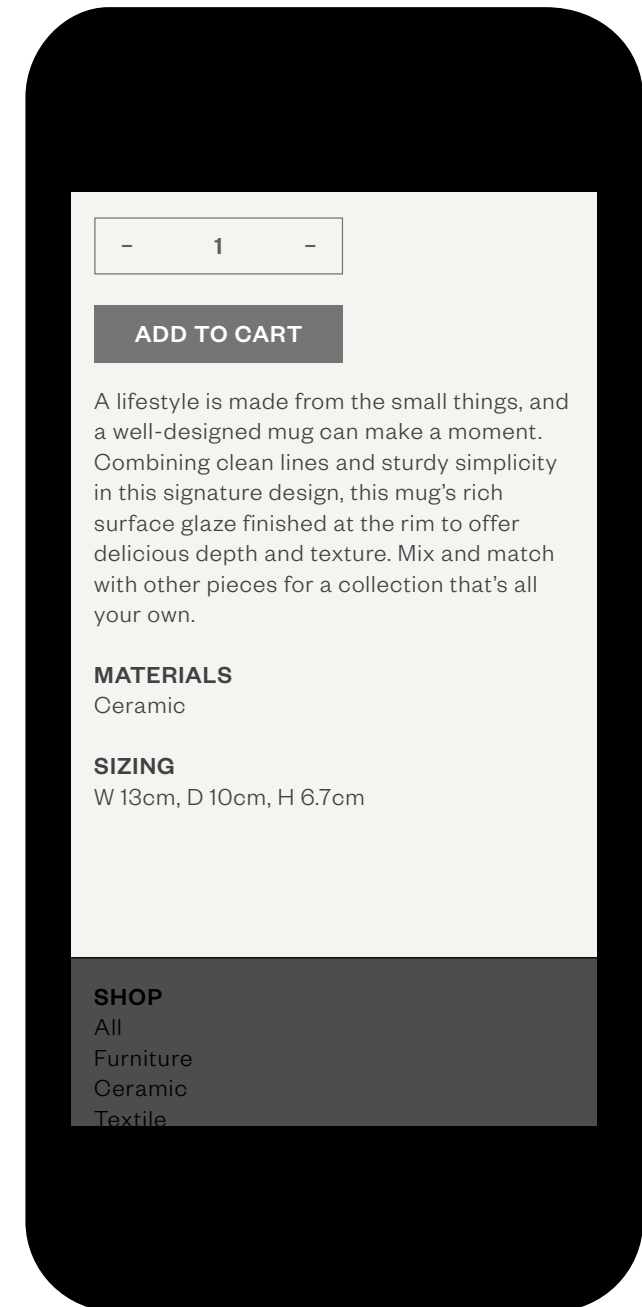 – 1 –
ADD TO CART
A lifestyle is made from the small things, and
a well-designed mug can make a moment.
Combining clean lines and sturdy simplicity
in this signature design, this mug’s rich
surface glaze finished at the rim to offer
delicious depth and texture. Mix and match
with other pieces for a collection that’s all
your own.
MATERIALS
Ceramic
SIZING
W 13cm, D 10cm, H 6.7cm
SHOP
All
Furniture
Ceramic
Textile